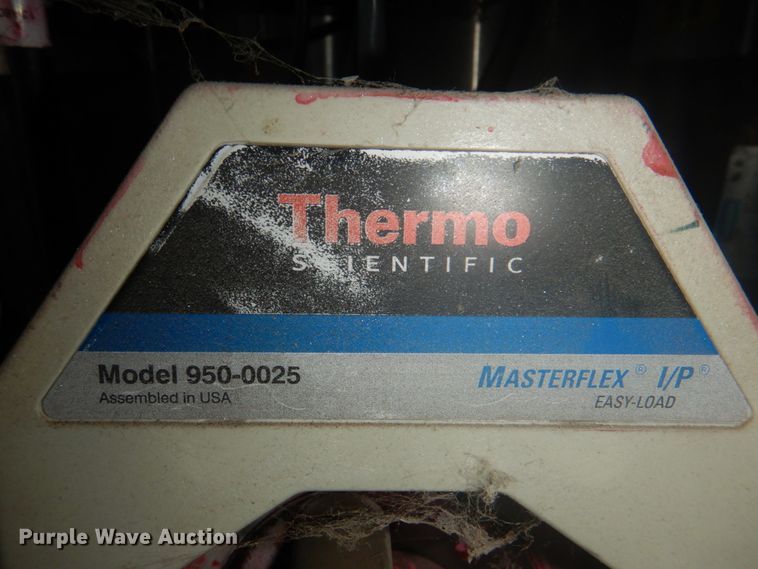 Thermo
SCIENTIFIC
Model 950-0025
Assembled in USA
MASTERFLEX® I/P®
EASY-LOAD
Purple Wave Auction